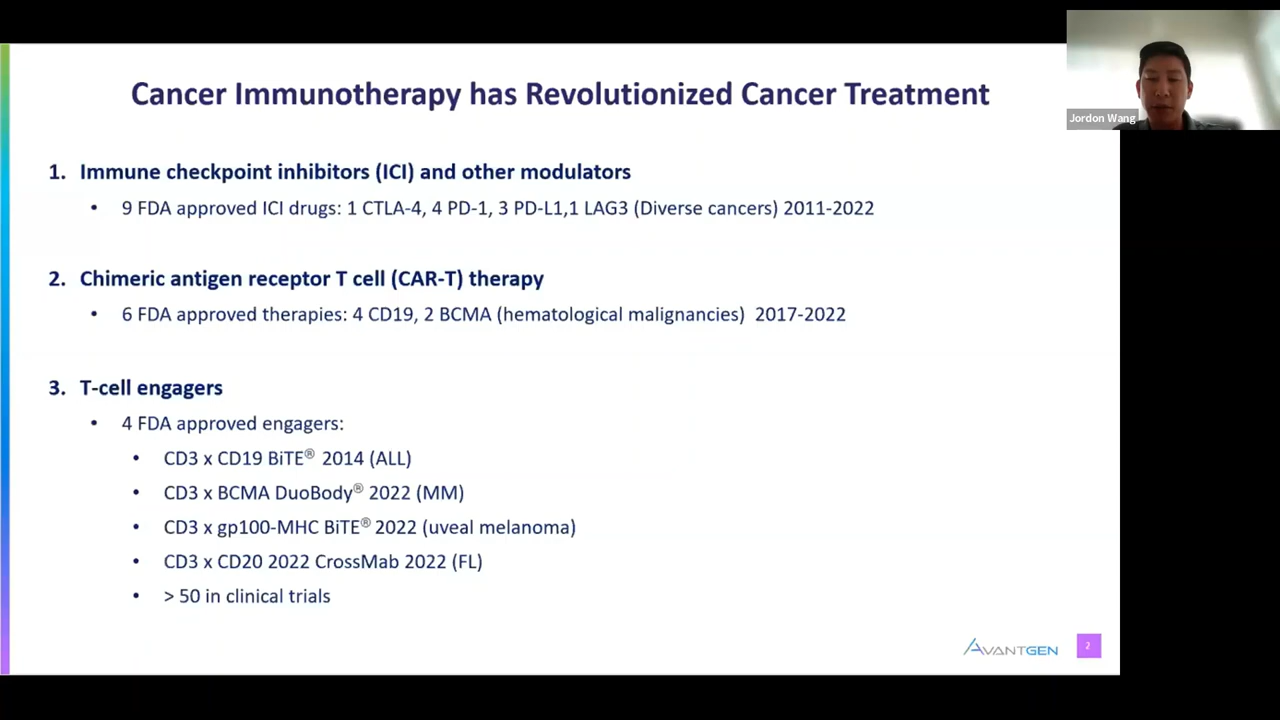 Cancer Immunotherapy has Revolutionized Cancer Treatment
Jordon Wang
1. Immune checkpoint inhibitors (ICI) and other modulators
• 9 FDA approved ICI drugs: 1 CTLA-4, 4 PD-1, 3 PD-L1,1 LAG3 (Diverse cancers) 2011-2022
2. Chimeric antigen receptor T cell (CAR-T) therapy
• 6 FDA approved therapies: 4 CD19, 2 BCMA (hematological malignancies) 2017-2022
3. T-cell engagers
• 4 FDA approved engagers:
• CD3 x CD19 BiTE® 2014 (ALL)
• CD3 x BCMA DuoBody® 2022 (MM)
• CD3 x gp100-MHC BiTE® 2022 (uveal melanoma)
• CD3 x CD20 2022 CrossMab 2022 (FL)
• > 50 in clinical trials
AVANTGEN
2